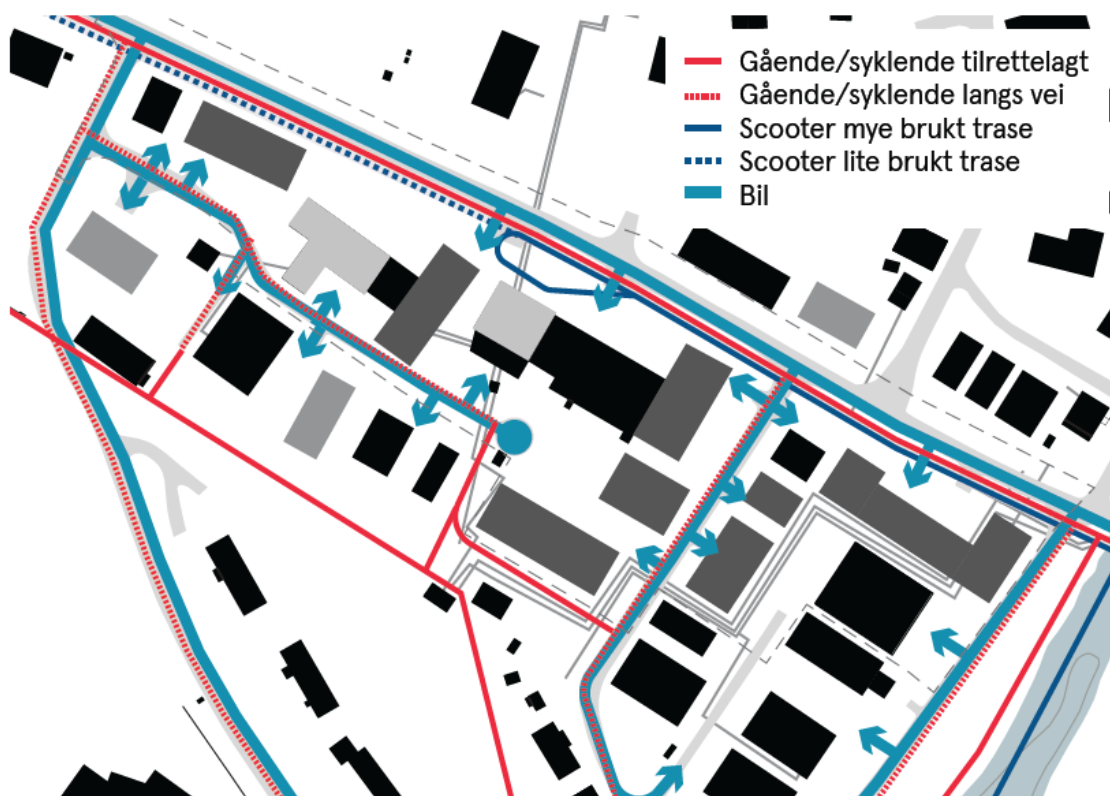 Gående/syklende tilrettelagt
Gående/syklende langs vei
Scooter mye brukt trase
Scooter lite brukt trase
Bil